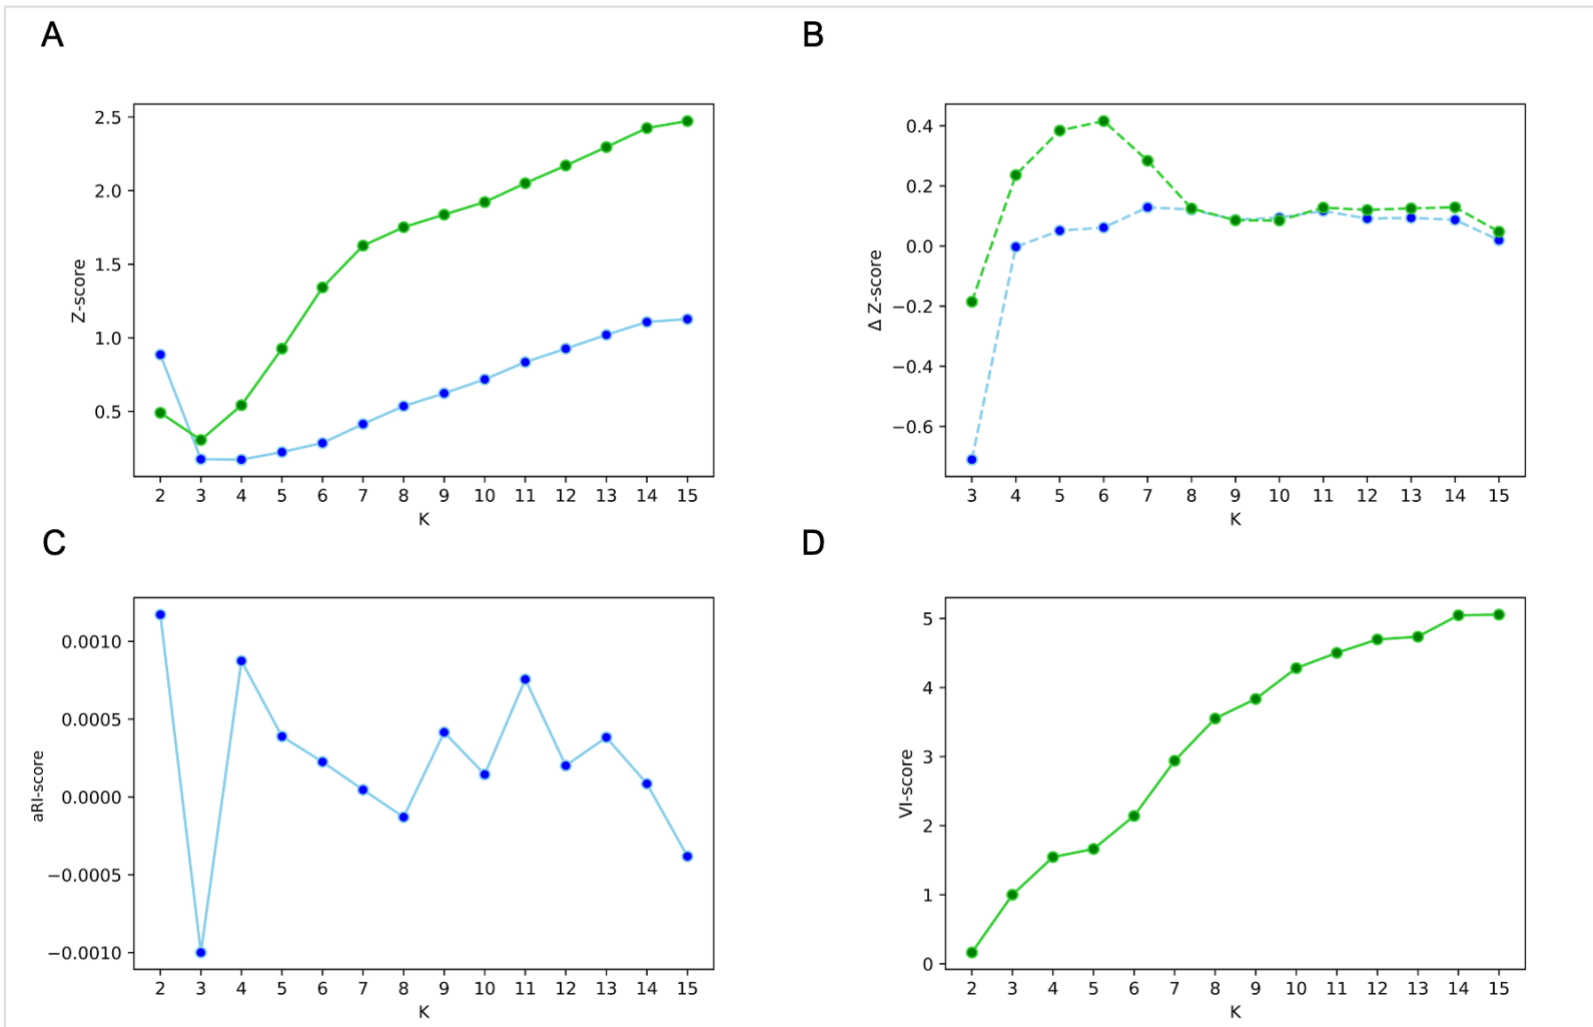 A
2.5
2.0
1.5
1.0
0.5
Z-score
2 3 4 5 6 7 8 9 10 11 12 13 14 15
K
B
0.4
0.2
0.0
−0.2
−0.4
−0.6
Δ Z-score
3 4 5 6 7 8 9 10 11 12 13 14 15
K
C
0.0010
0.0005
0.0000
−0.0005
−0.0010
aRI-score
2 3 4 5 6 7 8 9 10 11 12 13 14 15
K
D
5
4
3
2
1
0
VI-score
2 3 4 5 6 7 8 9 10 11 12 13 14 15
K